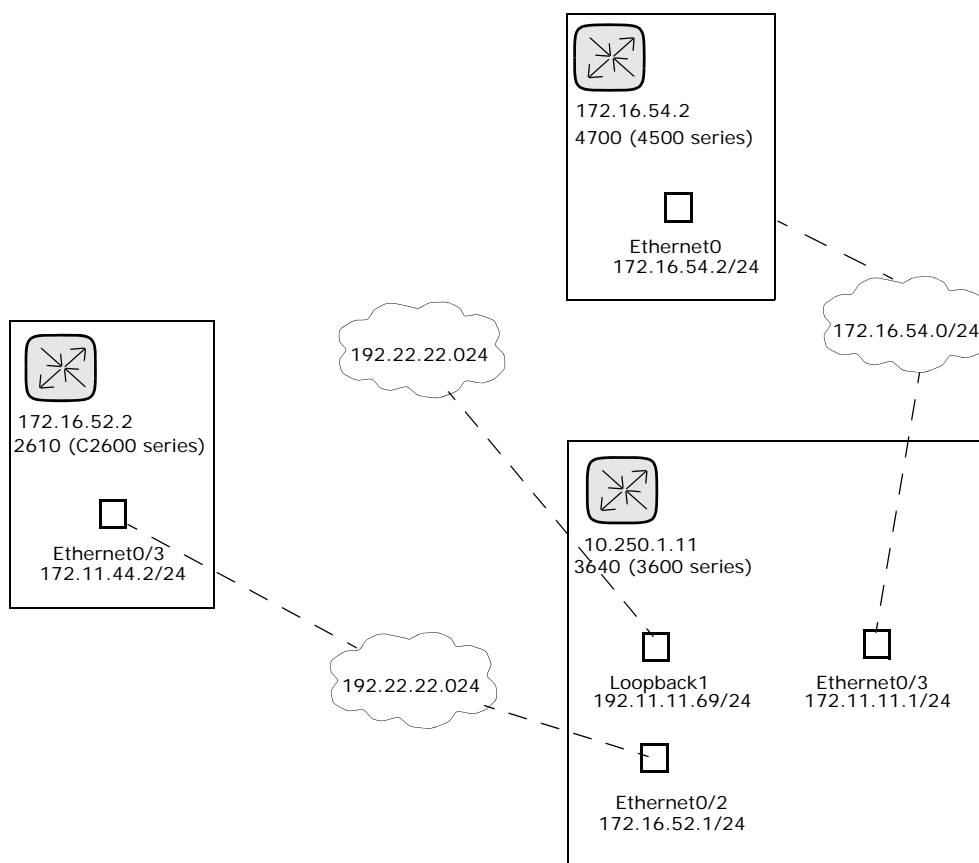 172.16.54.2
4700 (4500 series)
Ethernet0
172.16.54.2/24
172.16.54.0/24
192.22.22.024
172.16.52.2
2610 (C2600 series)
Ethernet0/3
172.11.44.2/24
10.250.1.11
3640 (3600 series)
192.22.22.024
Loopback1
192.11.11.69/24
Ethernet0/3
172.11.11.1/24
Ethernet0/2
172.16.52.1/24